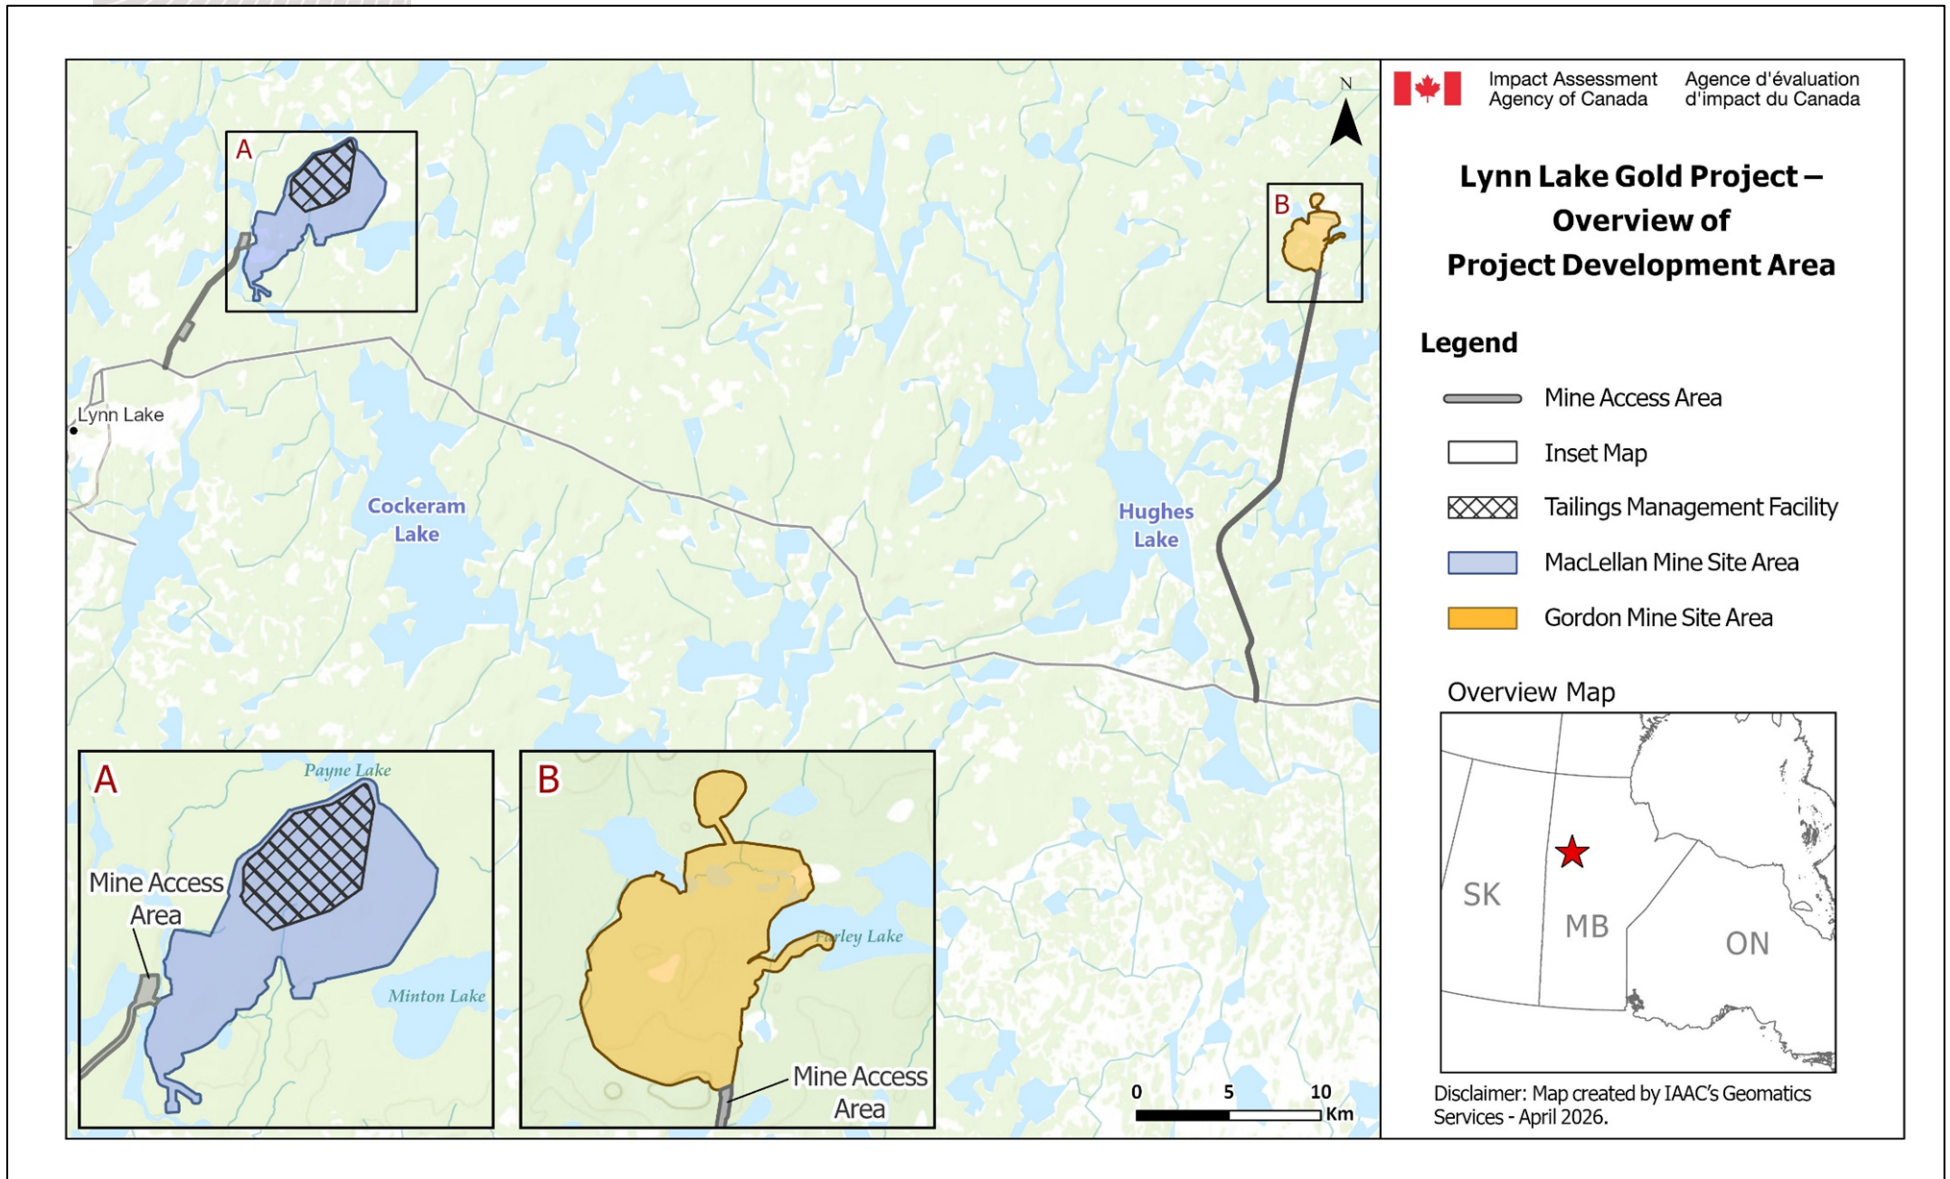 Impact Assessment
Agency of Canada
Agence d'évaluation
d'impact du Canada
Lynn Lake Gold Project –
Overview of
Project Development Area
Legend
Mine Access Area
Inset Map
Tailings Management Facility
MacLellan Mine Site Area
Gordon Mine Site Area
Overview Map
SK
MB
ON
Disclaimer: Map created by IAAC's Geomatics
Services - April 2026.
N
A
B
Lynn Lake
Cockeram
Lake
Hughes
Lake
A
Payne Lake
Mine Access
Area
Minton Lake
B
Farley Lake
Mine Access
Area
0 5 10
Km